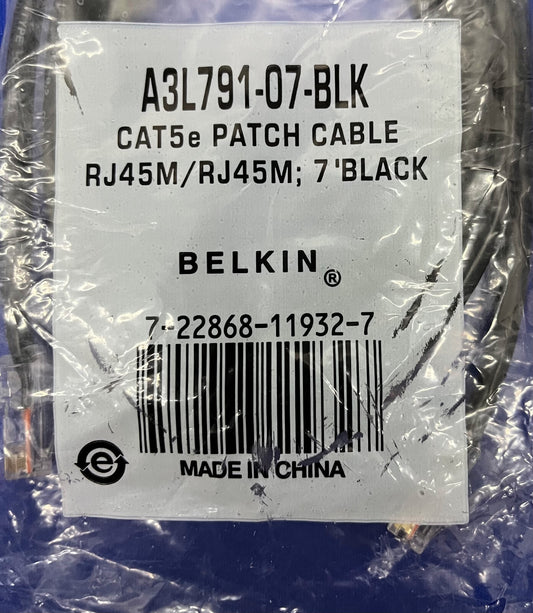 A3L791-07-BLK
CAT5e PATCH CABLE
RJ45M/RJ45M; 7'BLACK
BELKIN®
7-22868-11932-7
e
MADE IN CHINA